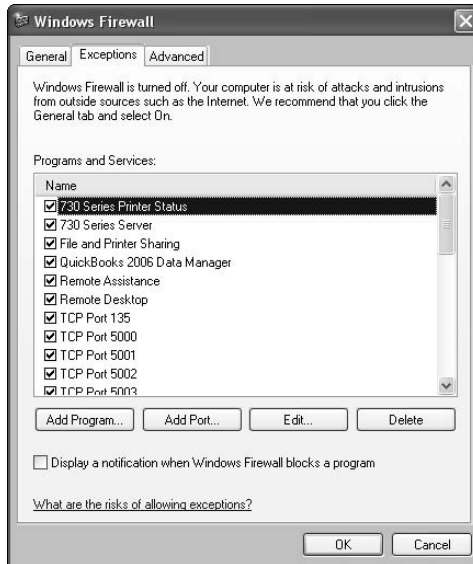 Windows Firewall
General Exceptions Advanced
Windows Firewall is turned off. Your computer is at risk of attacks and intrusions
from outside sources such as the Internet. We recommend that you click the
General tab and select On.
Programs and Services:
Name
730 Series Printer Status
730 Series Server
File and Printer Sharing
QuickBooks 2006 Data Manager
Remote Assistance
Remote Desktop
TCP Port 135
TCP Port 5000
TCP Port 5001
TCP Port 5002
TCP Port 5003
Add Program... Add Port... Edit... Delete
Display a notification when Windows Firewall blocks a program
What are the risks of allowing exceptions?
OK Cancel